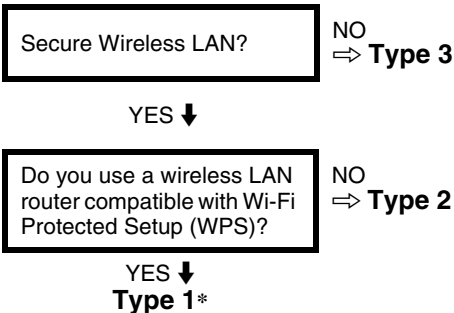 Secure Wireless LAN?
NO
⇨ Type 3
YES ⬇
Do you use a wireless LAN
router compatible with Wi-Fi
Protected Setup (WPS)?
NO
⇨ Type 2
YES ⬇
Type 1*